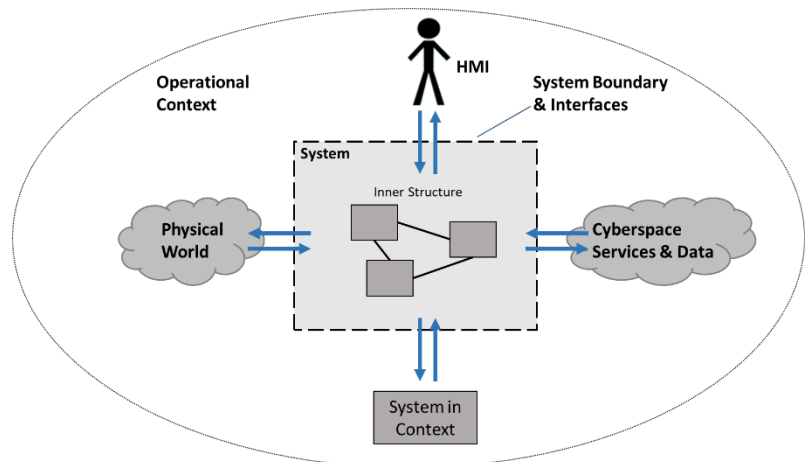 HMI
Operational
Context
System Boundary
& Interfaces
System
Inner Structure
Physical
World
Cyberspace
Services & Data
System in
Context